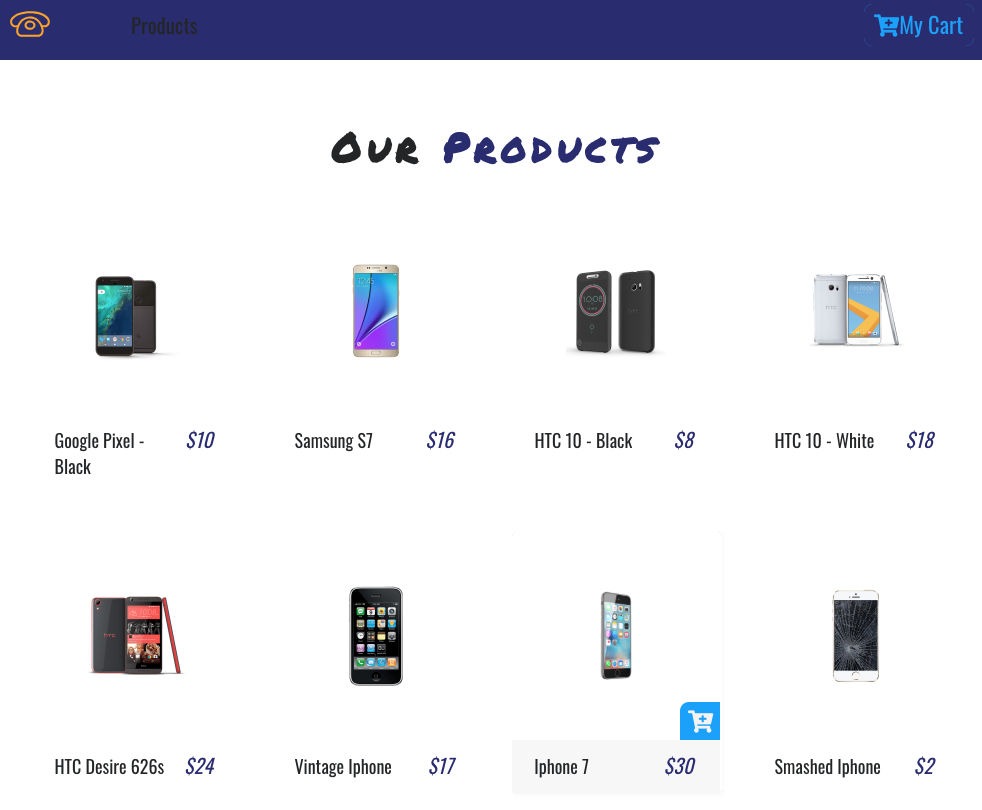 Products
My Cart
Our Products
Google Pixel - Black $10
Samsung S7 $16
HTC 10 - Black $8
HTC 10 - White $18
HTC Desire 626s $24
Vintage Iphone $17
Iphone 7 $30
Smashed Iphone $2